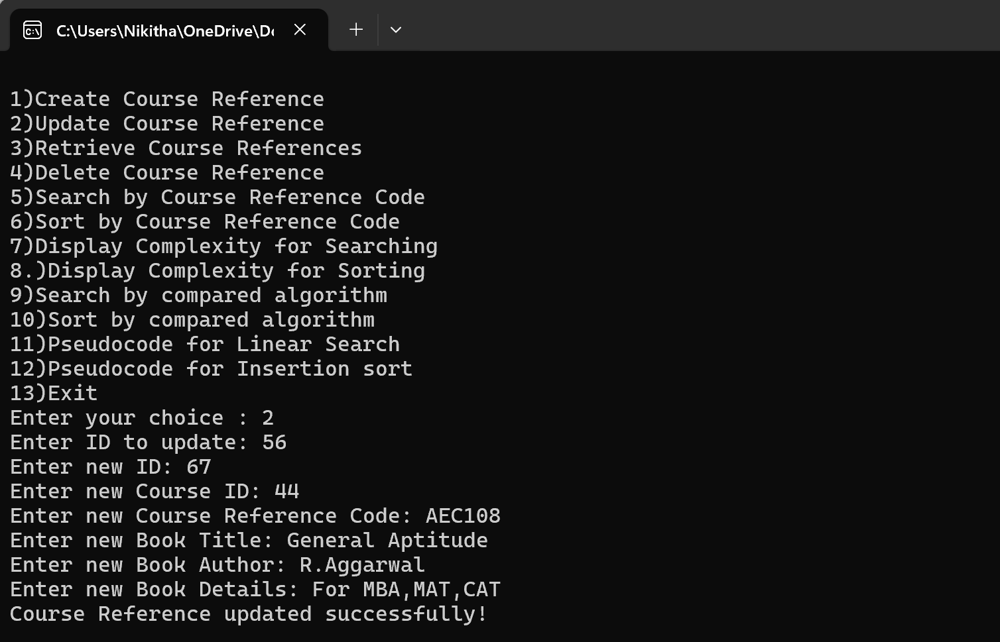 C:\Users\Nikitha\OneDrive\De
1)Create Course Reference
2)Update Course Reference
3)Retrieve Course References
4)Delete Course Reference
5)Search by Course Reference Code
6)Sort by Course Reference Code
7)Display Complexity for Searching
8.)Display Complexity for Sorting
9)Search by compared algorithm
10)Sort by compared algorithm
11)Pseudocode for Linear Search
12)Pseudocode for Insertion sort
13)Exit
Enter your choice : 2
Enter ID to update: 56
Enter new ID: 67
Enter new Course ID: 44
Enter new Course Reference Code: AEC108
Enter new Book Title: General Aptitude
Enter new Book Author: R.Aggarwal
Enter new Book Details: For MBA,MAT,CAT
Course Reference updated successfully!